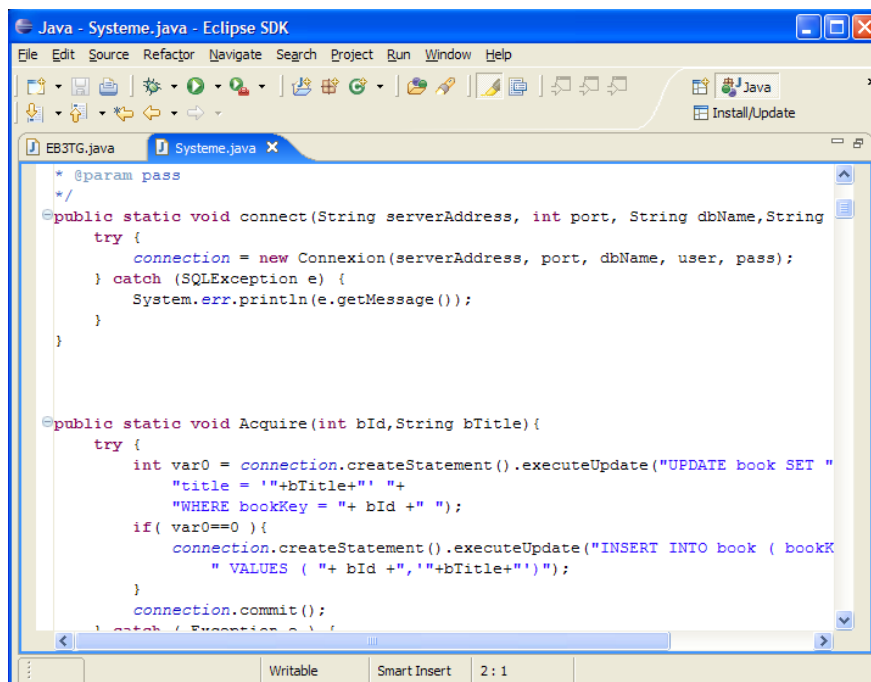 Java - Systeme.java - Eclipse SDK
File Edit Source Refactor Navigate Search Project Run Window Help
Java
Install/Update
EB3TG.java Systeme.java
* @param pass
*/
public static void connect(String serverAddress, int port, String dbName,String
try {
connection = new Connexion(serverAddress, port, dbName, user, pass);
} catch (SQLException e) {
System.err.println(e.getMessage());
}
}
public static void Acquire(int bId,String bTitle){
try {
int var0 = connection.createStatement().executeUpdate("UPDATE book SET "
"title = '"+bTitle+"' "+
"WHERE bookKey = "+ bId +" ");
if( var0==0 ){
connection.createStatement().executeUpdate("INSERT INTO book ( bookK
" VALUES ( "+ bId +",'"+bTitle+"')");
}
connection.commit();
} catch ( Exception e ) {
Writable Smart Insert 2 : 1